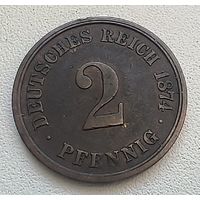 DEUTSCHES REICH 1874
2
· PFENNIG ·